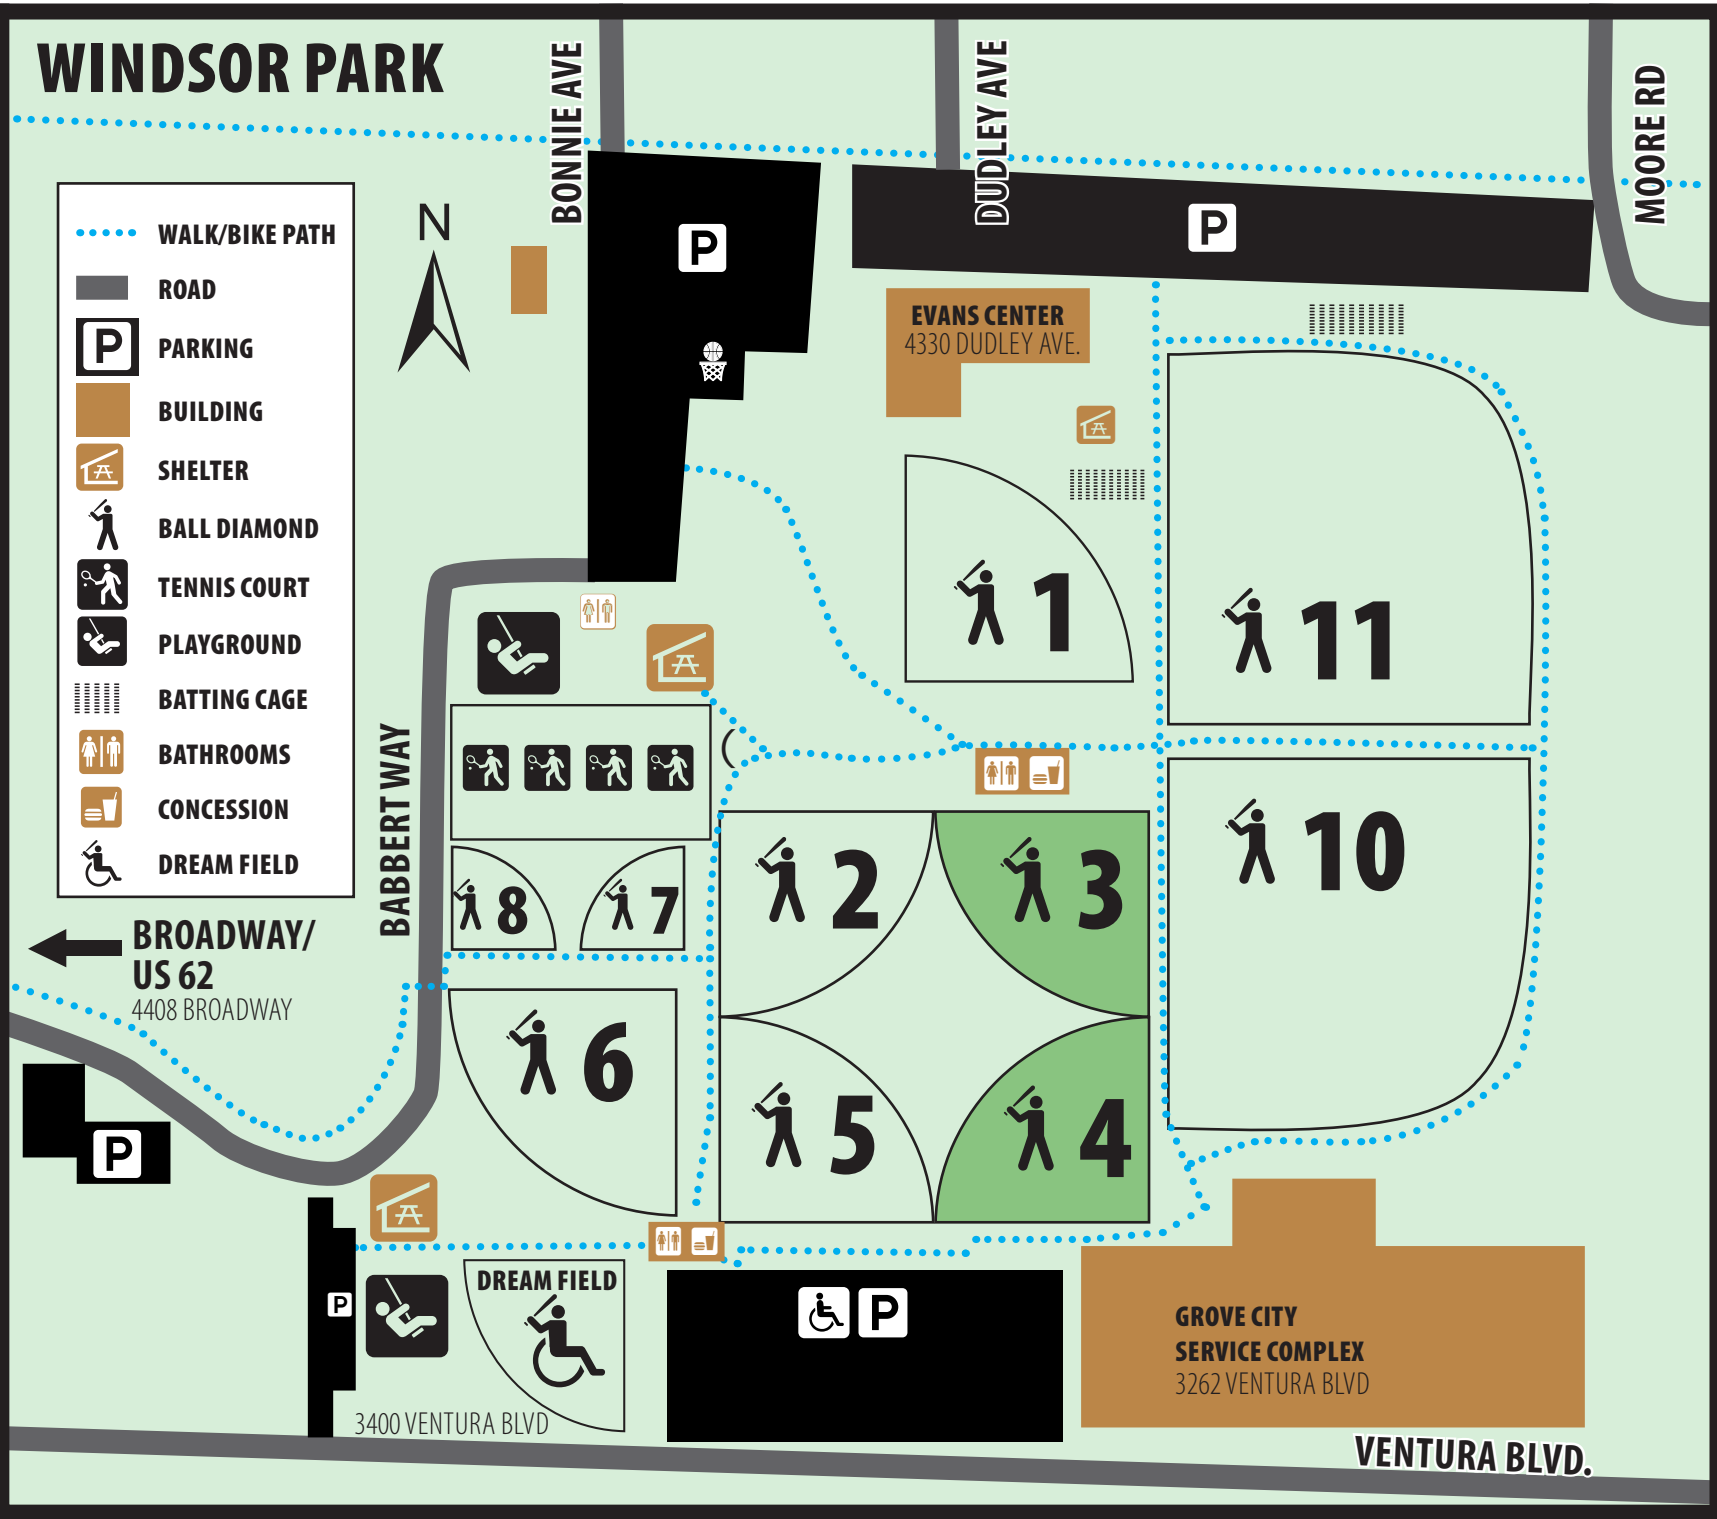 WINDSOR PARK
BONNIE AVE
DUDLEY AVE
MOORE RD
N
WALK/BIKE PATH
ROAD
P
PARKING
BUILDING
SHELTER
BALL DIAMOND
TENNIS COURT
PLAYGROUND
BATTING CAGE
BATHROOMS
CONCESSION
DREAM FIELD
P
P
EVANS CENTER
4330 DUDLEY AVE.
1
11
BABBERT WAY
2
3
10
8
7
BROADWAY/
US 62
4408 BROADWAY
6
5
4
P
P
DREAM FIELD
P
GROVE CITY
SERVICE COMPLEX
3262 VENTURA BLVD
3400 VENTURA BLVD
VENTURA BLVD.